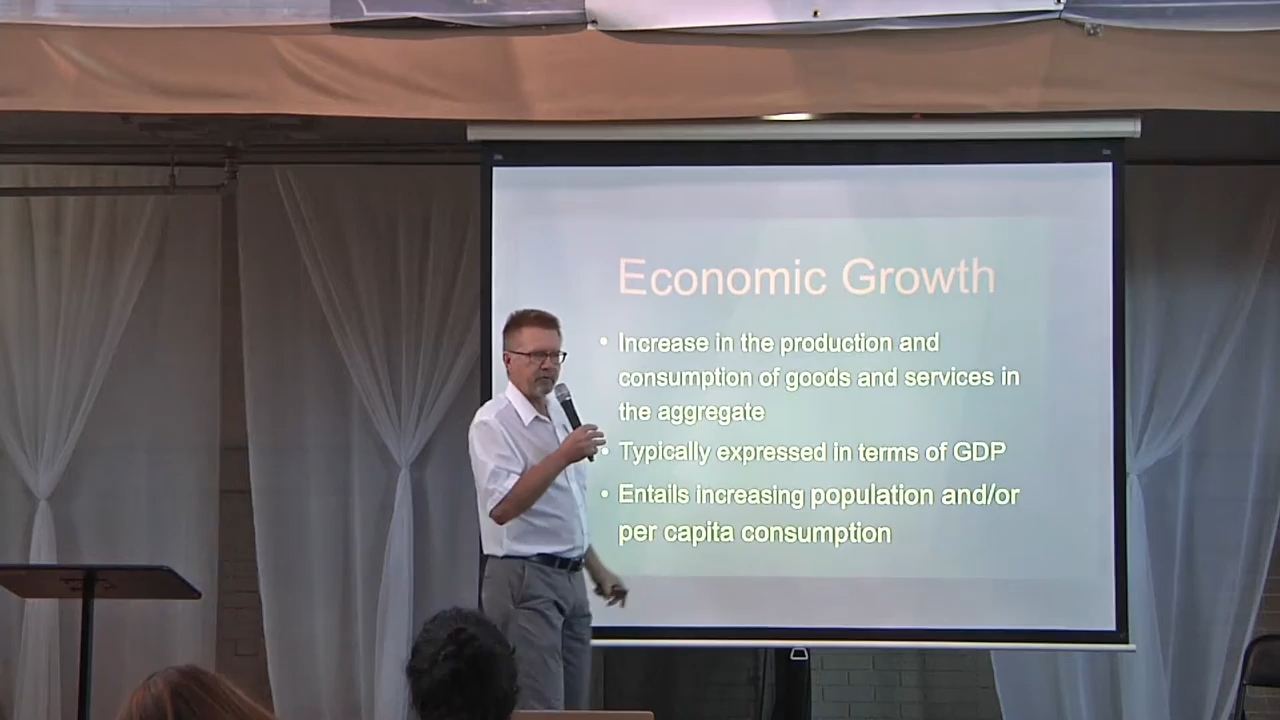 Economic Growth
• Increase in the production and
consumption of goods and services in
the aggregate
• Typically expressed in terms of GDP
• Entails increasing population and/or
per capita consumption